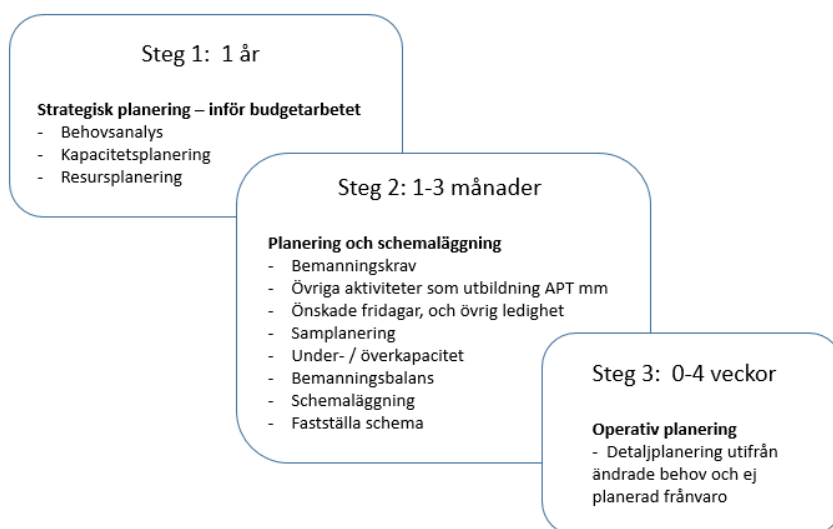 Steg 1:  1 år
Strategisk planering – inför budgetarbetet
- Behovsanalys
- Kapacitetsplanering
- Resursplanering
Steg 2: 1-3 månader
Planering och schemaläggning
- Bemanningskrav
- Övriga aktiviteter som utbildning APT mm
- Önskade fridagar, och övrig ledighet
- Samplanering
- Under- / överkapacitet
- Bemanningsbalans
- Schemaläggning
- Fastställa schema
Steg 3:  0-4 veckor
Operativ planering
- Detaljplanering utifrån
ändrade behov och ej
planerad frånvaro